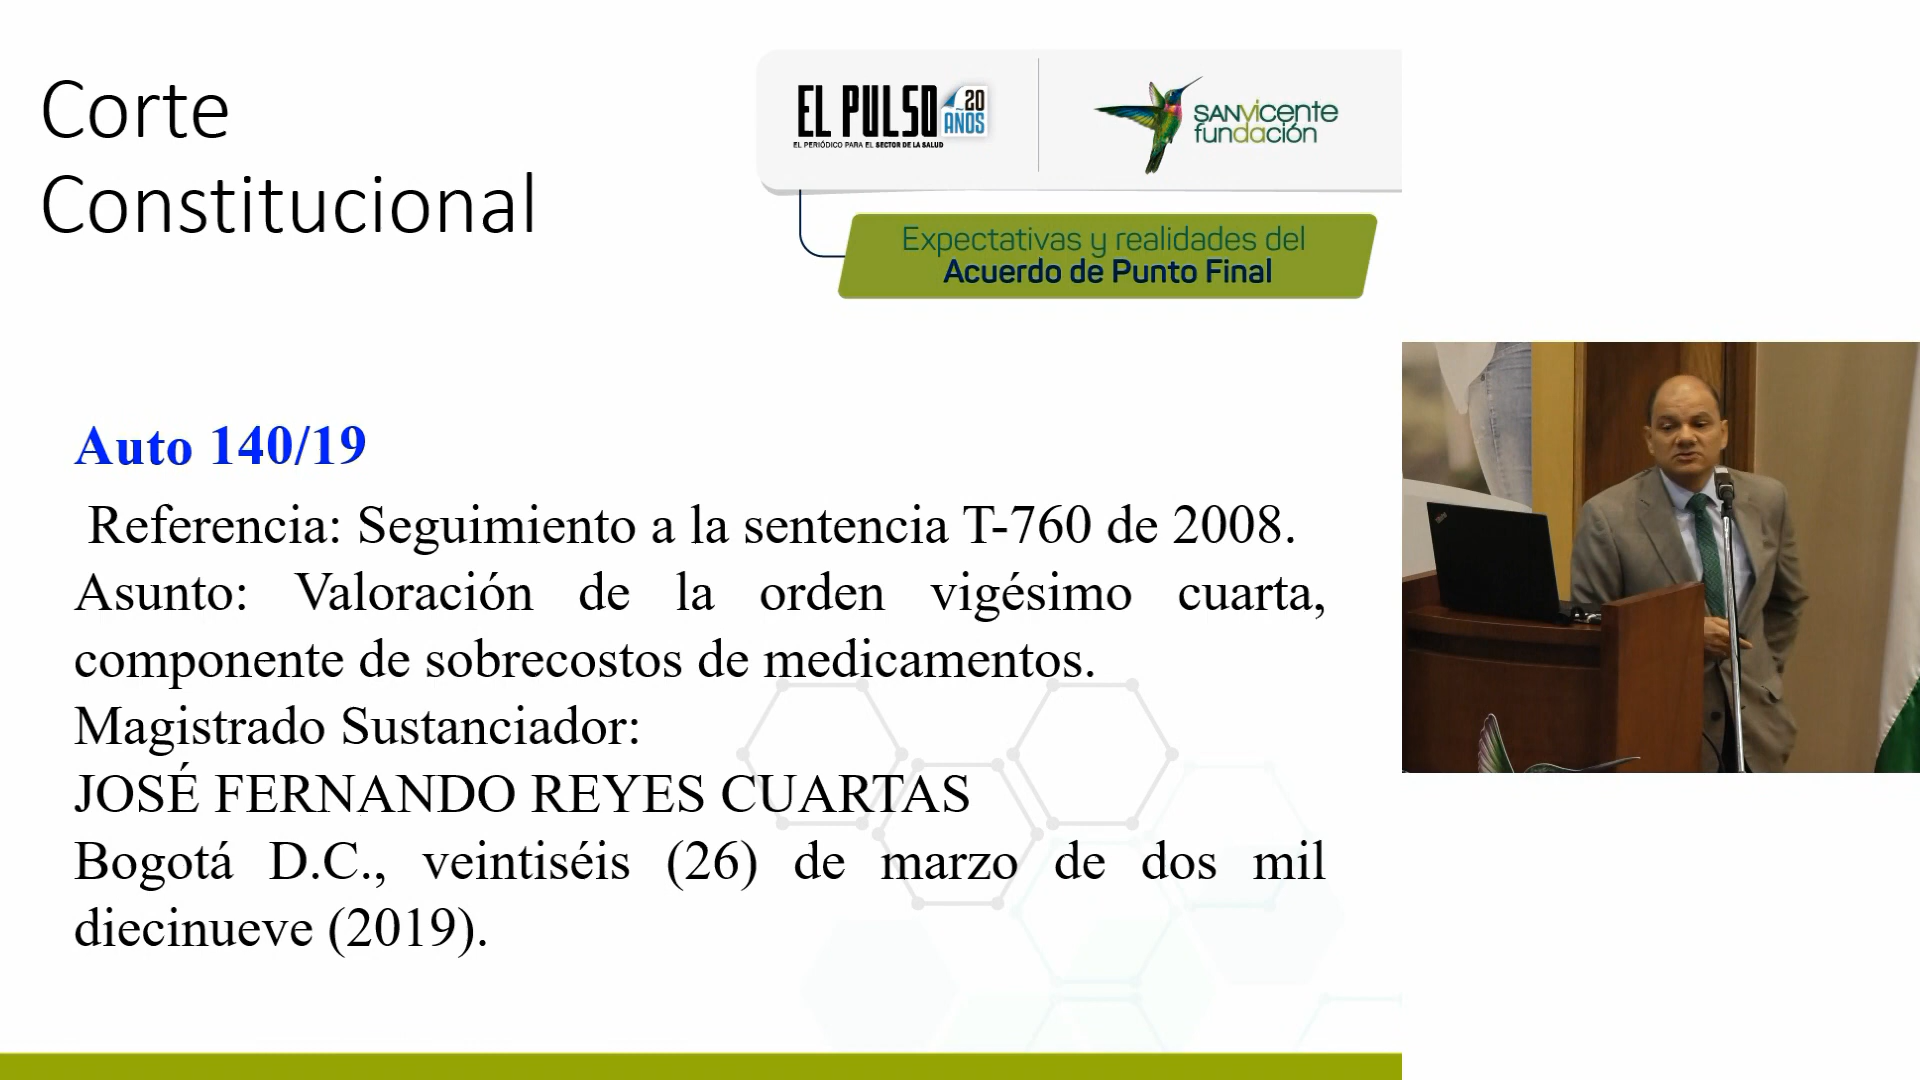 Corte
Constitucional
EL PULSO 20 AÑOS
EL PERIÓDICO PARA EL SECTOR DE LA SALUD
SANVicente
fundación
Expectativas y realidades del
Acuerdo de Punto Final
Auto 140/19
Referencia: Seguimiento a la sentencia T-760 de 2008.
Asunto: Valoración de la orden vigésimo cuarta,
componente de sobrecostos de medicamentos.
Magistrado Sustanciador:
JOSÉ FERNANDO REYES CUARTAS
Bogotá D.C., veintiséis (26) de marzo de dos mil
diecinueve (2019).